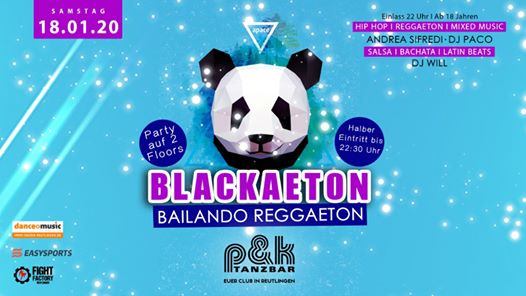 SAMSTAG
18.01.20
space
Einlass 22 Uhr I Ab 18 Jahren
HIP HOP I REGGAETON I MIXED MUSIC
ANDREA SIFREDI · DJ PACO
SALSA I BACHATA I LATIN BEATS
DJ WILL
Party
auf 2
Floors
Halber
Eintritt bis
22:30 Uhr
BLACKAETON
BAILANDO REGGAETON
p&k
TANZBAR
EUER CLUB IN REUTLINGEN
danceomusic
EASYSPORTS
FIGHT
FACTORY